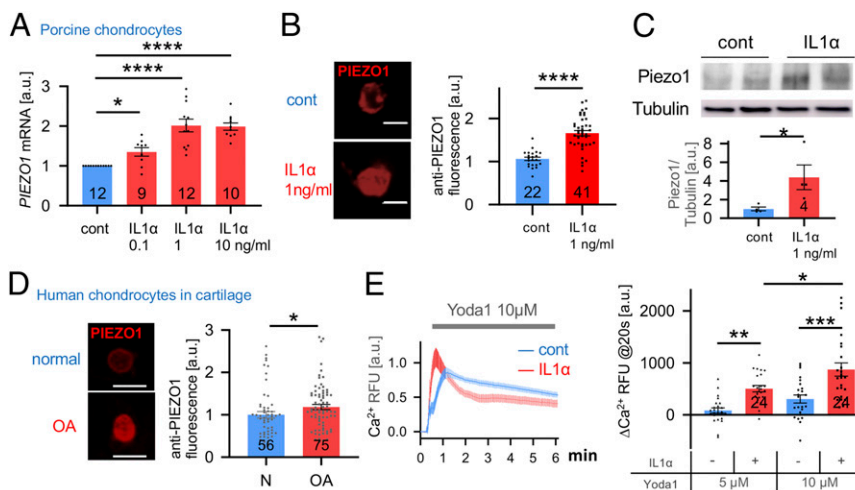 A Porcine chondrocytes
****
****
*
PIEZO1 mRNA [a.u.]
3
2
1
0
12
9
12
10
cont
IL1α 0.1
IL1α 1
IL1α 10 ng/ml
B
PIEZO1
cont
IL1α
1ng/ml
anti-PIEZO1
fluorescence [a.u.]
****
3
2
1
0
22
41
cont
IL1α
1 ng/ml
C
cont IL1α
Piezo1
Tubulin
Piezo1/
Tubulin [a.u.]
*
8
6
4
2
0
4
cont
IL1α
1 ng/ml
D Human chondrocytes in cartilage
PIEZO1
normal
OA
anti-PIEZO1
fluorescence [a.u.]
*
3
2
1
0
56
75
N OA
E
Yoda1 10µM
cont
IL1α
Ca²⁺ RFU [a.u.]
1.0
0.5
0.0
0 1 2 3 4 5 6 min
ΔCa²⁺ RFU @20s [a.u.]
*
**
***
2000
1000
0
24
24
IL1α - + - +
Yoda1 5 µM 10 µM